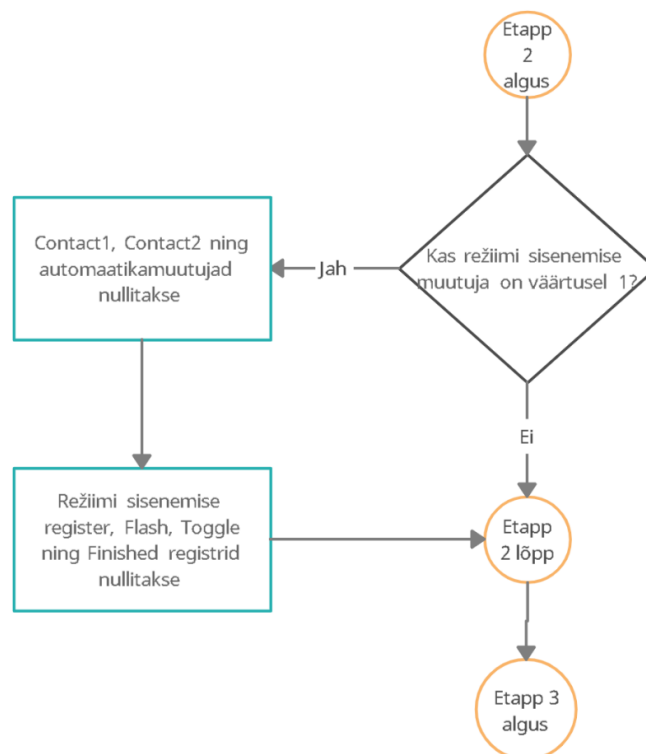 Etapp
2
algus
Kas režiimi sisenemise
muutuja on väärtusel 1?
Jah
Contact1, Contact2 ning
automaatikamuutujad
nullitakse
Režiimi sisenemise
register, Flash, Toggle
ning Finished registrid
nullitakse
Ei
Etapp
2 lõpp
Etapp 3
algus